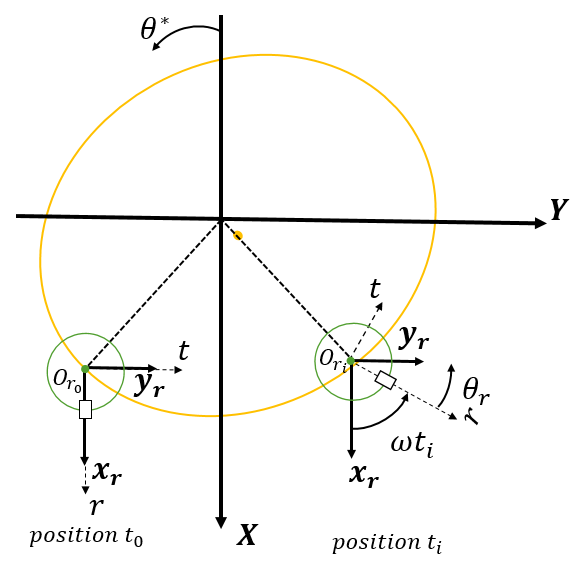 θ*
Y
t
t
y_r
O_{r_i}
O_{r_0}
y_r
θ_r
r
ωt_i
x_r
x_r
r
X
position t_0
position t_i